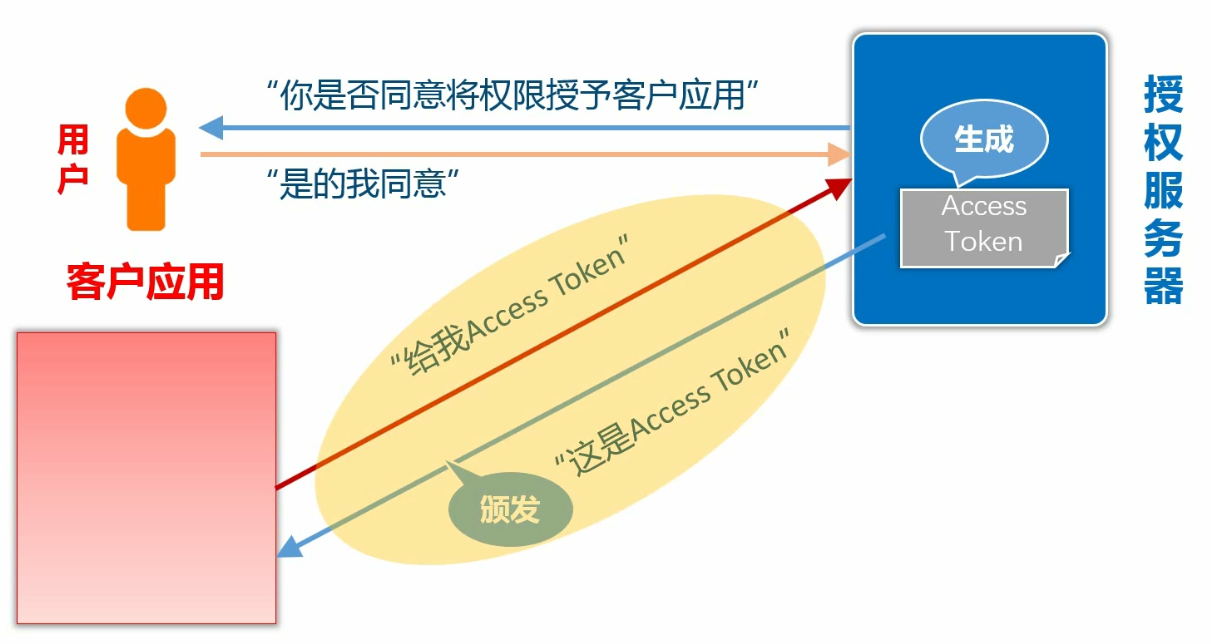 “你是否同意将权限授予客户应用”
用户
“是的我同意”
客户应用
生成
Access
Token
授权服务器
“给我Access Token”
“这是Access Token”
颁发